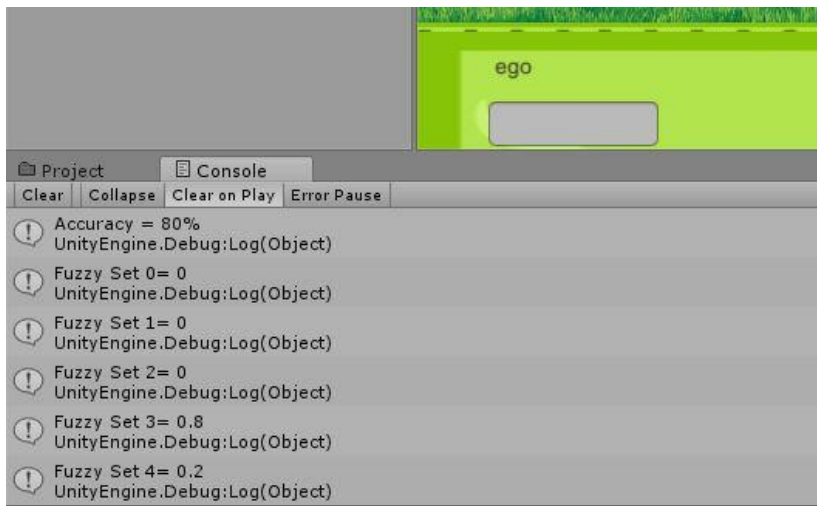 ego
Project Console
Clear Collapse Clear on Play Error Pause
Accuracy = 80%
UnityEngine.Debug:Log(Object)
Fuzzy Set 0= 0
UnityEngine.Debug:Log(Object)
Fuzzy Set 1= 0
UnityEngine.Debug:Log(Object)
Fuzzy Set 2= 0
UnityEngine.Debug:Log(Object)
Fuzzy Set 3= 0.8
UnityEngine.Debug:Log(Object)
Fuzzy Set 4= 0.2
UnityEngine.Debug:Log(Object)